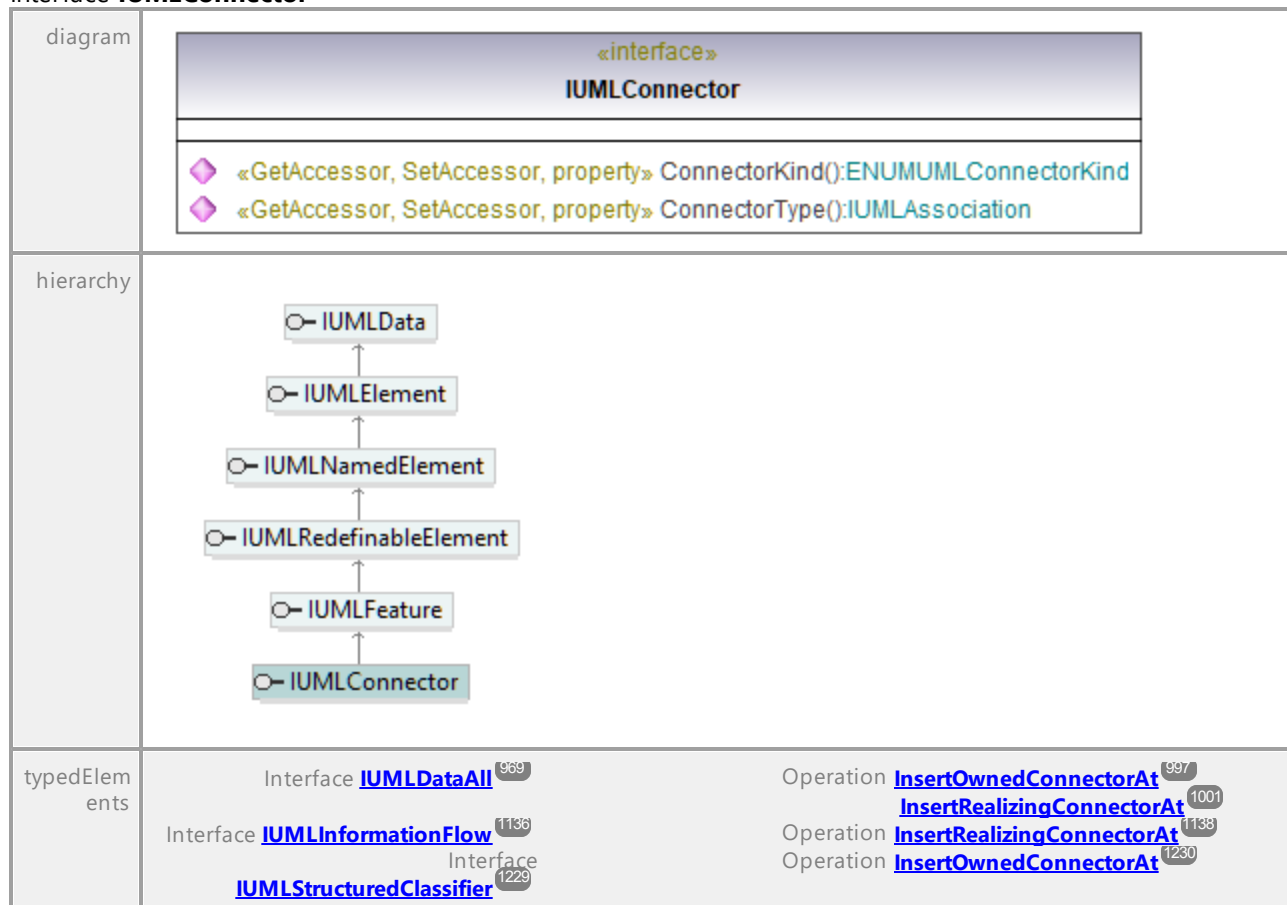 diagram
«interface»
IUMLConnector
«GetAccessor, SetAccessor, property» ConnectorKind():ENUMUMLConnectorKind
«GetAccessor, SetAccessor, property» ConnectorType():IUMLAssociation
hierarchy
IUMLData
IUMLElement
IUMLNamedElement
IUMLRedefinableElement
IUMLFeature
IUMLConnector
typedElem
ents
Interface IUMLDataAll 969
Operation InsertOwnedConnectorAt 997
InsertRealizingConnectorAt 1001
Interface IUMLInformationFlow 1136
Operation InsertRealizingConnectorAt 1138
Interface
IUMLStructuredClassifier 1229
Operation InsertOwnedConnectorAt 1230